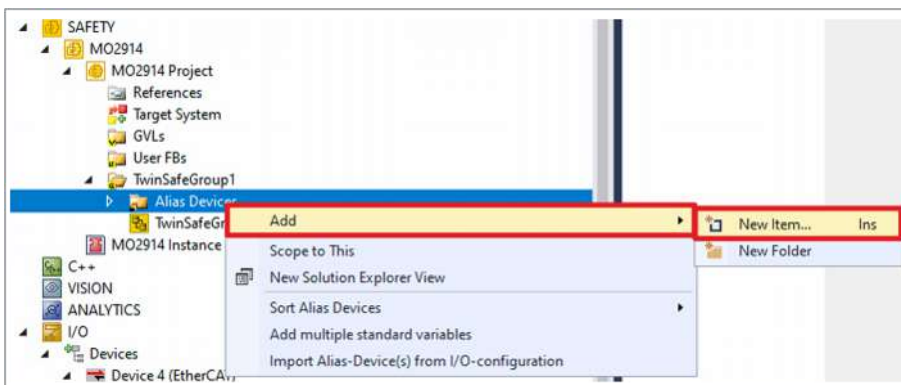 SAFETY
MO2914
MO2914 Project
References
Target System
GVLs
User FBs
TwinSafeGroup1
Alias Devices
TwinSafeGr
MO2914 Instance
C++
VISION
ANALYTICS
I/O
Devices
Device 4 (EtherCAT)
Add
Scope to This
New Solution Explorer View
Sort Alias Devices
Add multiple standard variables
Import Alias-Device(s) from I/O-configuration
New Item... Ins
New Folder